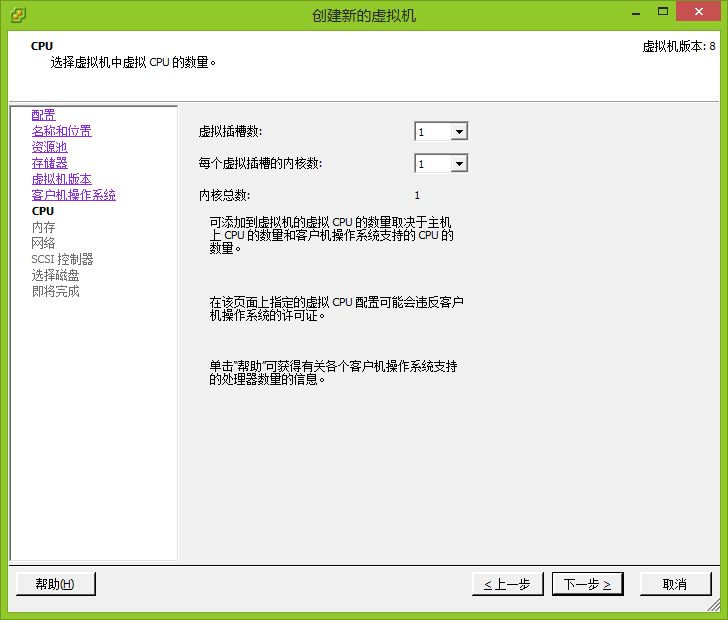 创建新的虚拟机
CPU
选择虚拟机中虚拟 CPU 的数量。
虚拟机版本: 8
配置
名称和位置
资源池
存储器
虚拟机版本
客户机操作系统
CPU
内存
网络
SCSI 控制器
选择磁盘
即将完成
虚拟插槽数: 1
每个虚拟插槽的内核数: 1
内核总数: 1
可添加到虚拟机的虚拟 CPU 的数量取决于主机
上 CPU 的数量和客户机操作系统支持的 CPU 的
数量。
在该页面上指定的虚拟 CPU 配置可能会违反客户
机操作系统的许可证。
单击“帮助”可获得有关各个客户机操作系统支持
的处理器数量的信息。
帮助(H)
< 上一步
下一步 >
取消